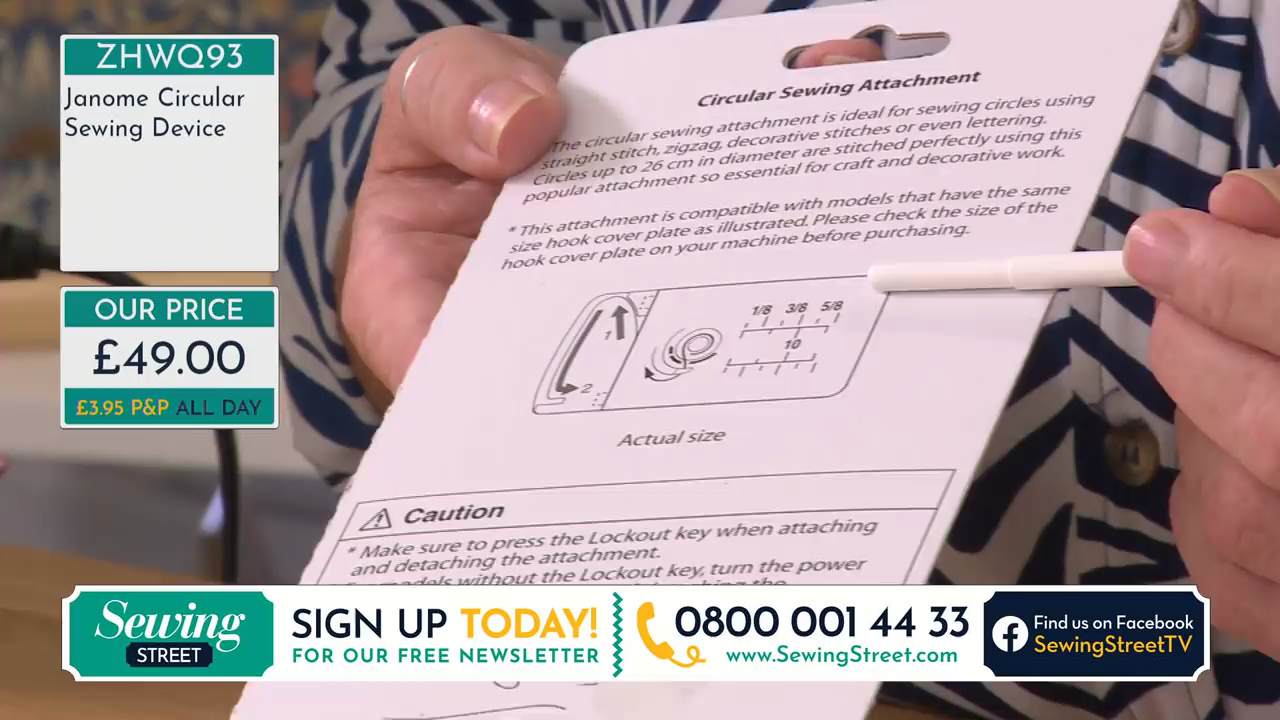 ZHWQ93
Janome Circular
Sewing Device
OUR PRICE
£49.00
£3.95 P&P ALL DAY
Circular Sewing Attachment
The circular sewing attachment is ideal for sewing circles using
straight stitch, zigzag, decorative stitches or even lettering.
Circles up to 26 cm in diameter are stitched perfectly using this
popular attachment so essential for craft and decorative work.
* This attachment is compatible with models that have the same
size hook cover plate as illustrated. Please check the size of the
hook cover plate on your machine before purchasing.
1/8 3/8 5/8
1
10
2
Actual size
Caution
* Make sure to press the Lockout key when attaching
and detaching the attachment.
models without the Lockout key, turn the power
the
Sewing
STREET
SIGN UP TODAY!
FOR OUR FREE NEWSLETTER
0800 001 44 33
www.SewingStreet.com
Find us on Facebook
SewingStreetTV